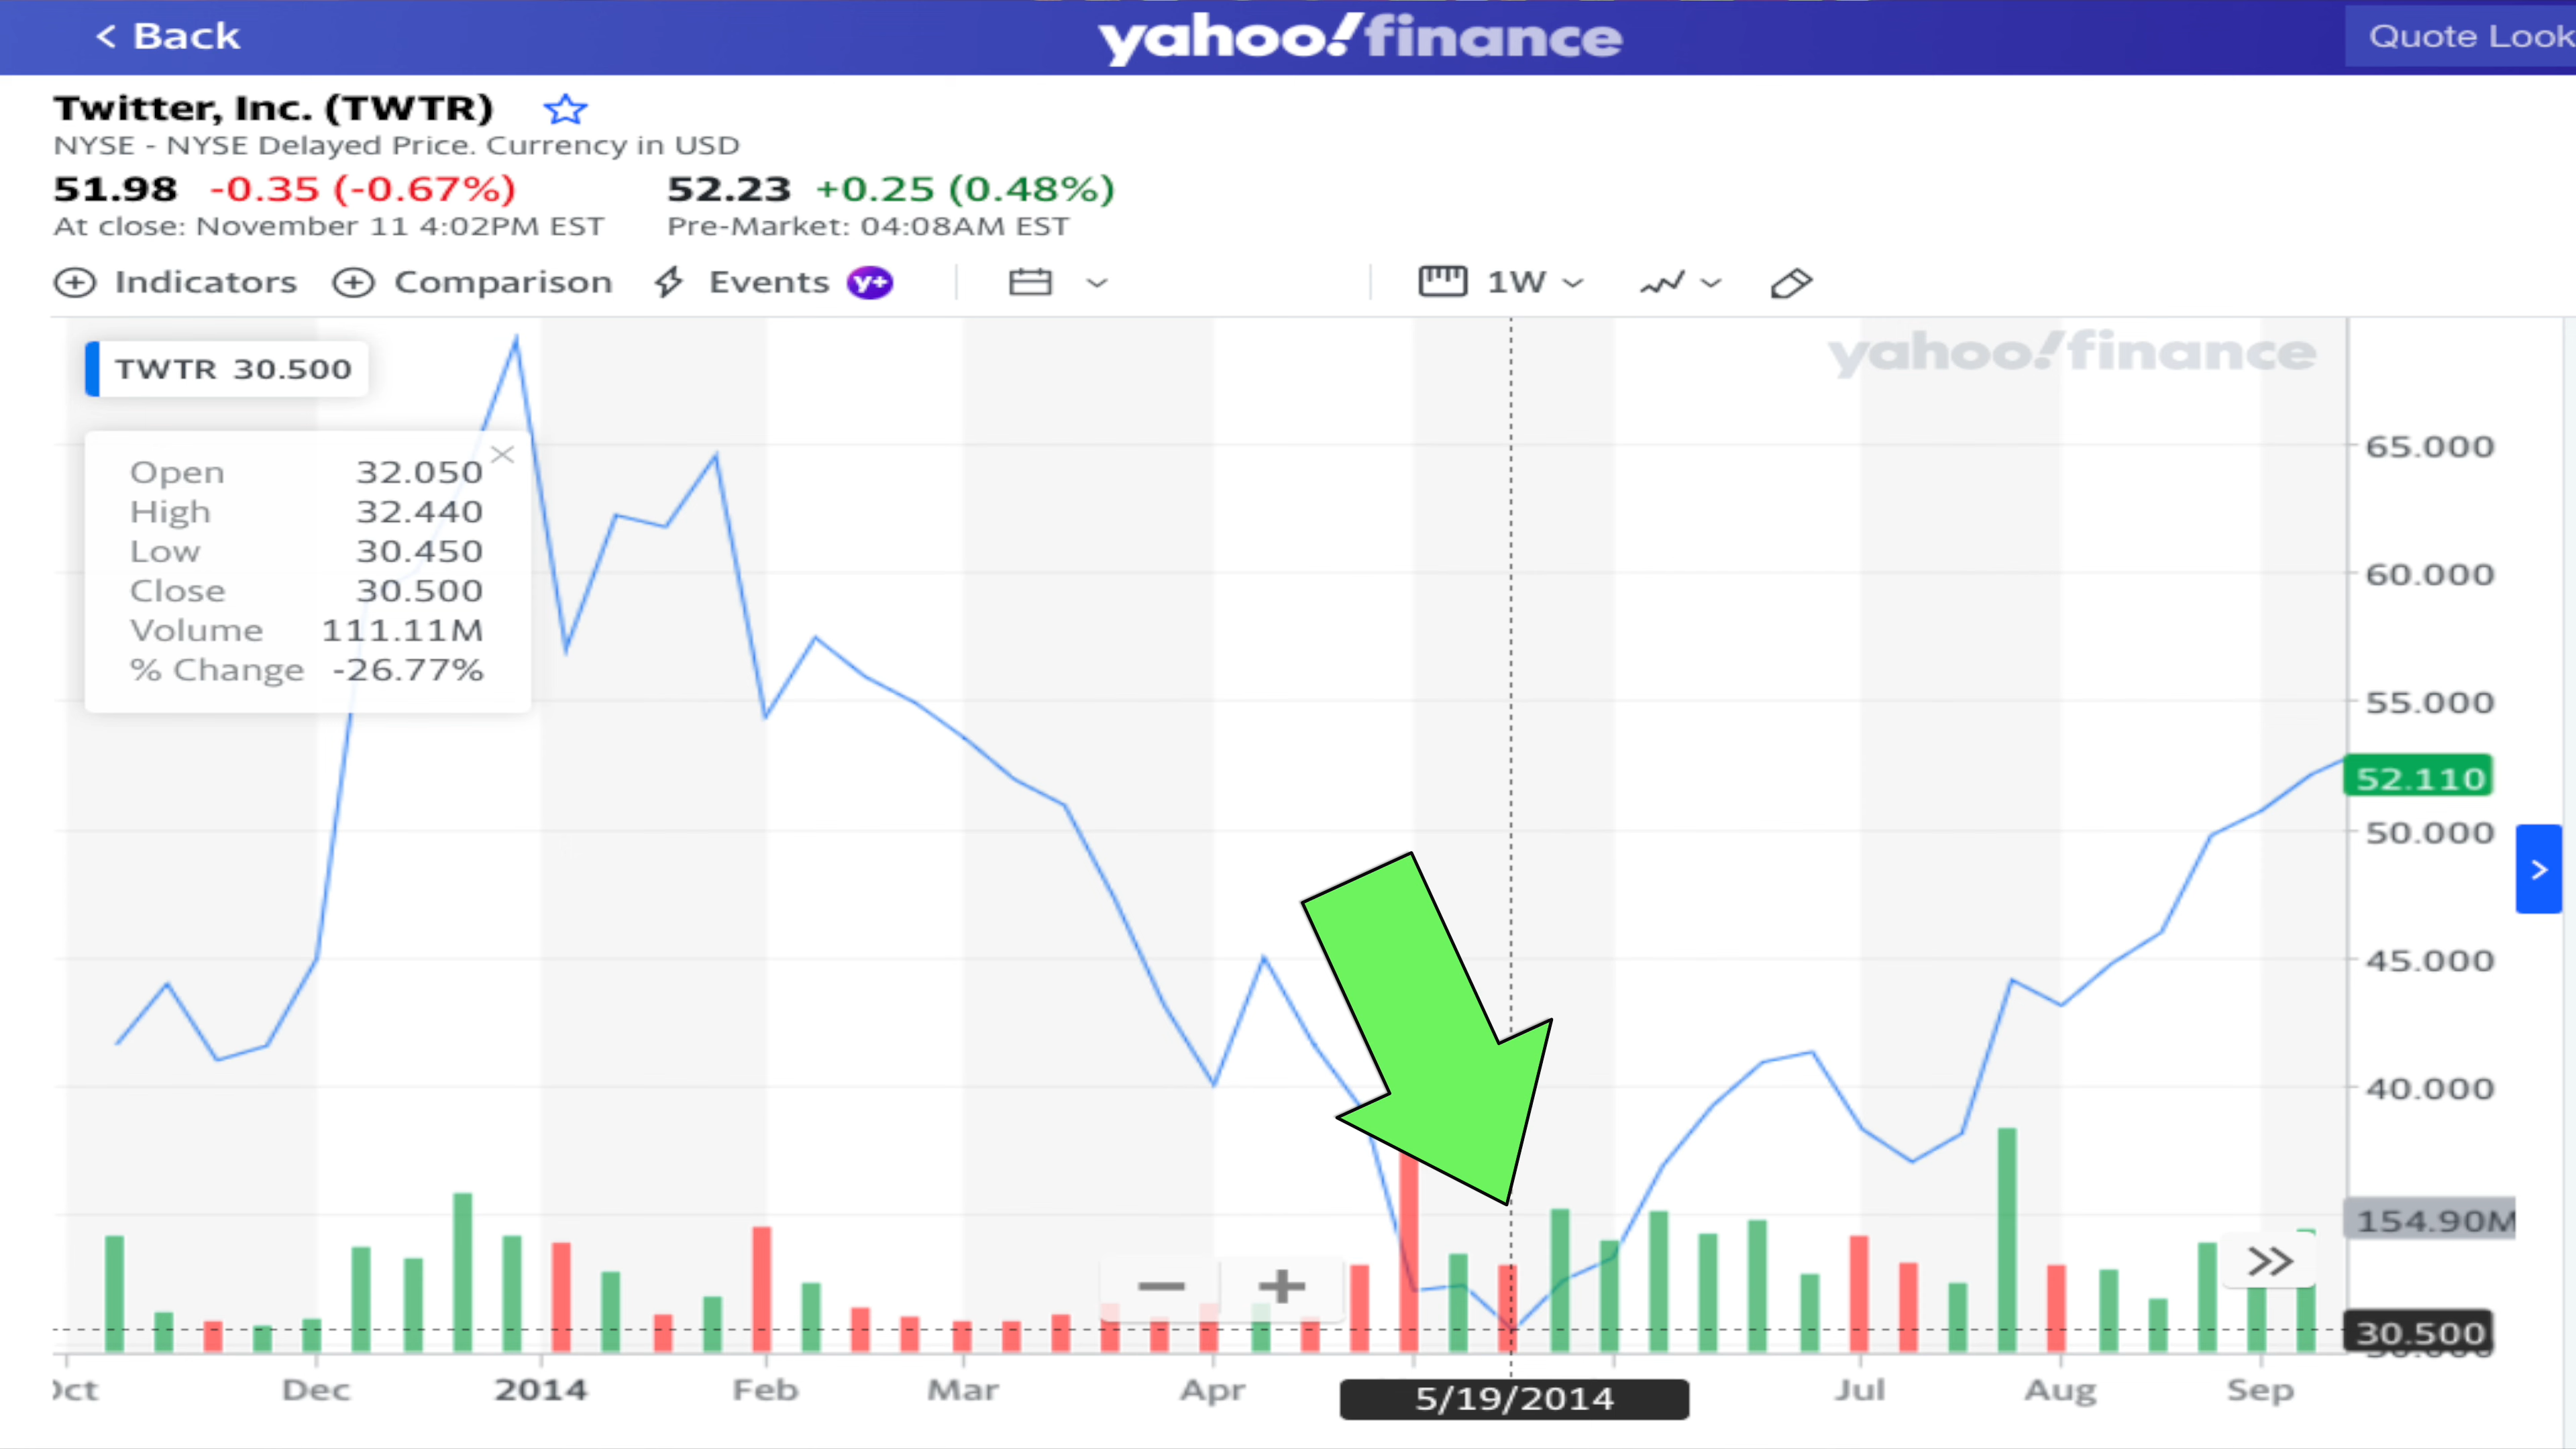 < Back
yahoo!finance
Quote Look
Twitter, Inc. (TWTR)
NYSE - NYSE Delayed Price. Currency in USD
51.98 -0.35 (-0.67%) 52.23 +0.25 (0.48%)
At close: November 11 4:02PM EST Pre-Market: 04:08AM EST
Indicators Comparison Events y+ 1W
TWTR 30.500
yahoo!finance
Open 32.050
High 32.440
Low 30.450
Close 30.500
Volume 111.11M
% Change -26.77%
65.000
60.000
55.000
52.110
50.000
45.000
40.000
154.90M
30.500
Oct Dec 2014 Feb Mar Apr 5/19/2014 Jul Aug Sep